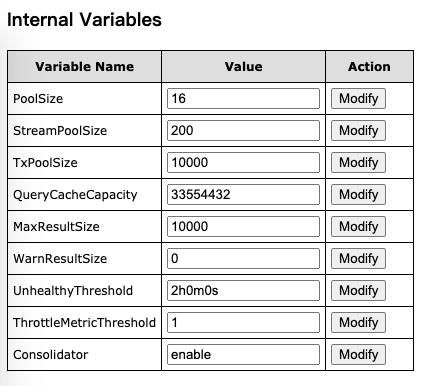 Internal Variables
Variable Name Value Action
PoolSize 16 Modify
StreamPoolSize 200 Modify
TxPoolSize 10000 Modify
QueryCacheCapacity 33554432 Modify
MaxResultSize 10000 Modify
WarnResultSize 0 Modify
UnhealthyThreshold 2h0m0s Modify
ThrottleMetricThreshold 1 Modify
Consolidator enable Modify